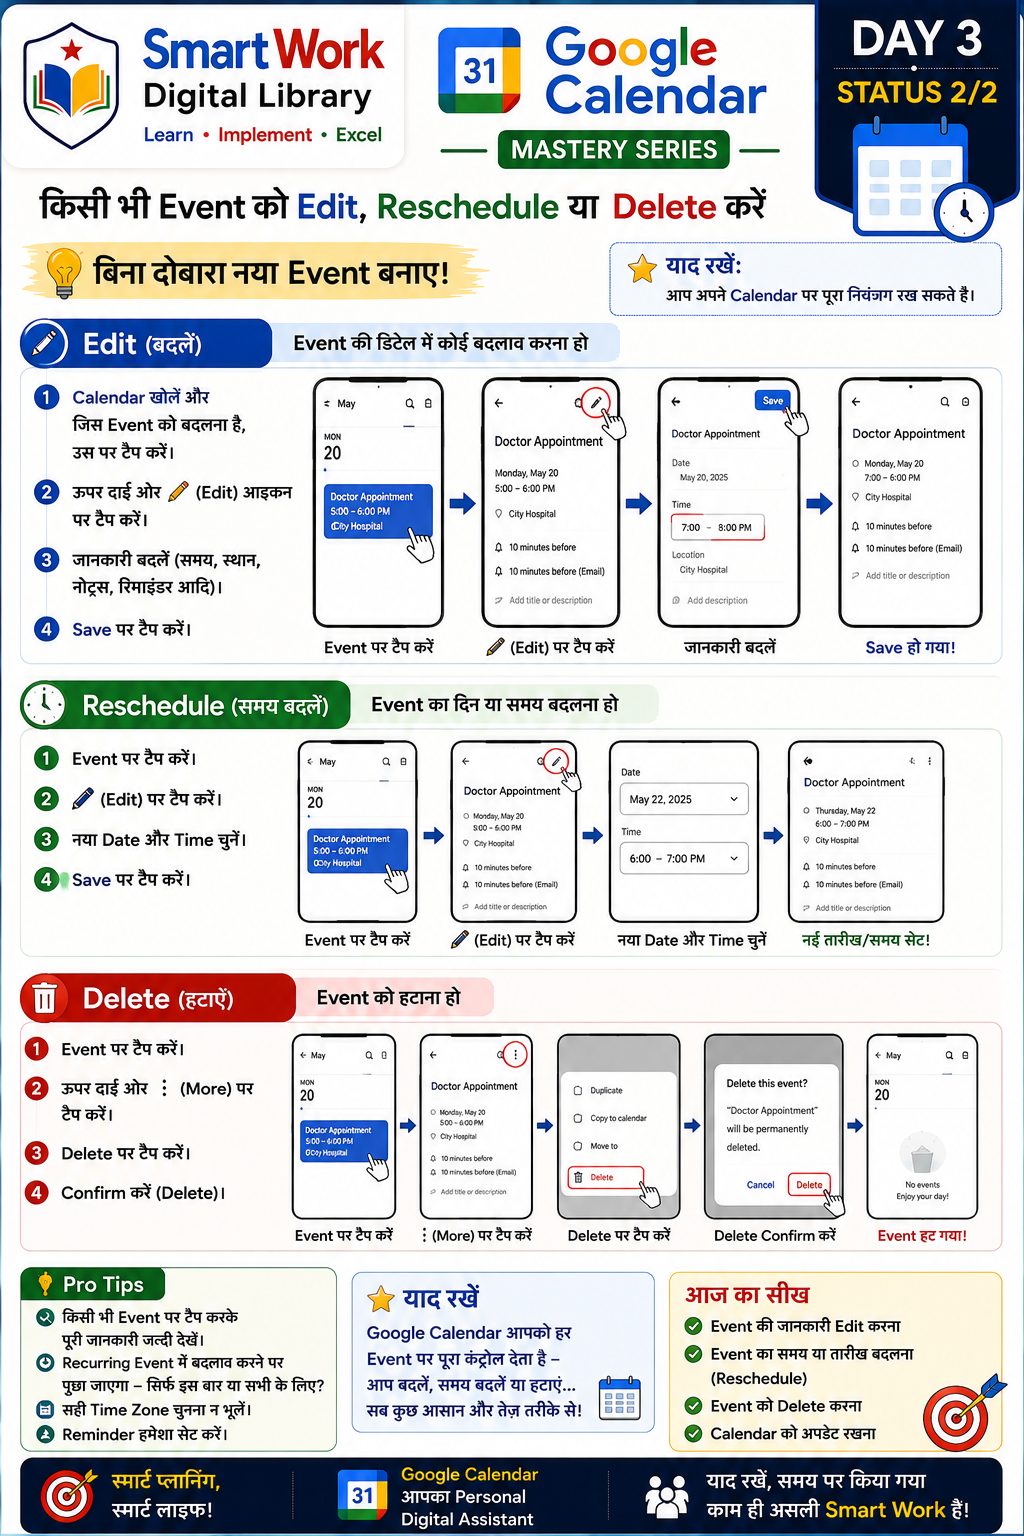 SmartWork
Digital Library
Learn • Implement • Excel
31
Google
Calendar
MASTERY SERIES
DAY 3
STATUS 2/2
किसी भी Event को Edit, Reschedule या Delete करें
बिना दोबारा नया Event बनाए!
याद रखें:
आप अपने Calendar पर पूरा नियंजग रख सकते है।
Edit (बदलें)
Event की डिटेल में कोई बदलाव करना हो
1 Calendar खोलें और
जिस Event को बदलना है,
उस पर टैप करें।
2 ऊपर दाई ओर (Edit) आइकन
पर टैप करें।
3 जानकारी बदलें (समय, स्थान,
नोट्स, रिमाइंडर आदि)।
4 Save पर टैप करें।
May
MON
20
Doctor Appointment
5:00 – 6:00 PM
City Hospital
Event पर टैप करें
Doctor Appointment
Monday, May 20
5:00 – 6:00 PM
City Hospital
10 minutes before
10 minutes before (Email)
Add title or description
(Edit) पर टैप करें
Save
Doctor Appointment
Date
May 20, 2025
Time
7:00 – 8:00 PM
Location
City Hospital
Add description
जानकारी बदलें
Doctor Appointment
Monday, May 20
7:00 – 6:00 PM
City Hospital
10 minutes before
10 minutes before (Email)
Add title or description
Save हो गया!
Reschedule (समय बदलें)
Event का दिन या समय बदलना हो
1 Event पर टैप करें।
2 (Edit) पर टैप करें।
3 नया Date और Time चुनें।
4 Save पर टैप करें।
May
MON
20
Doctor Appointment
5:00 – 6:00 PM
City Hospital
Event पर टैप करें
Doctor Appointment
Monday, May 20
5:00 – 6:00 PM
City Hoopital
10 minutes before
10 minutes before (Email)
Add title or description
(Edit) पर टैप करें
Date
May 22, 2025
Time
6:00 – 7:00 PM
नया Date और Time चुनें
Doctor Appointment
Thursday, May 22
6:00 – 7:00 PM
City Hospital
10 minutes before
10 minutes before (Email)
Add title or description
नई तारीख/समय सेट!
Delete (हटाऐं)
Event को हटाना हो
1 Event पर टैप करें।
2 ऊपर दाई ओर ⋮ (More) पर
टैप करें।
3 Delete पर टैप करें।
4 Confirm करें (Delete)।
May
MON
20
Doctor Appointment
5:00 – 6:00 PM
City Hospital
Event पर टैप करें
Doctor Appointment
Monday, May 20
5:00 – 6:00 PM
City Hospital
10 minutes before
10 minutes before (Email)
Add title or description
⋮ (More) पर टैप करें
Duplicate
Copy to calendar
Move to
Delete
Delete पर टैप करें
Delete this event?
"Doctor Appointment"
will be permanently
deleted.
Cancel
Delete
Delete Confirm करें
May
MON
20
No events
Enjoy your day!
Event हट गया!
Pro Tips
किसी भी Event पर टैप करके
पूरी जानकारी जल्दी देखें।
Recurring Event में बदलाव करने पर
पुछा जाएगा – सिर्फ इस बार या सभी के लिए?
सही Time Zone चुनना न भूलें।
Reminder हमेशा सेट करें।
याद रखें
Google Calendar आपको हर
Event पर पूरा कंट्रोल देता है –
आप बदलें, समय बदलें या हटाएं...
सब कुछ आसान और तेज़ तरीके से!
आज का सीख
Event की जानकारी Edit करना
Event का समय या तारीख बदलना
(Reschedule)
Event को Delete करना
Calendar को अपडेट रखना
स्मार्ट प्लानिंग,
स्मार्ट लाइफ!
31
Google Calendar
आपका Personal
Digital Assistant
याद रखें, समय पर किया गया
काम ही असली Smart Work हैं!